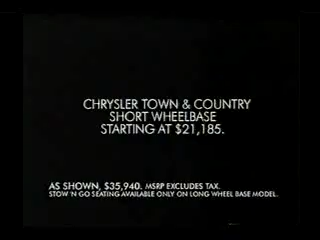 CHRYSLER TOWN & COUNTRY
SHORT WHEELBASE
STARTING AT $21,185.
AS SHOWN, $35,940. MSRP EXCLUDES TAX.
STOW 'N GO SEATING AVAILABLE ONLY ON LONG WHEEL BASE MODEL.